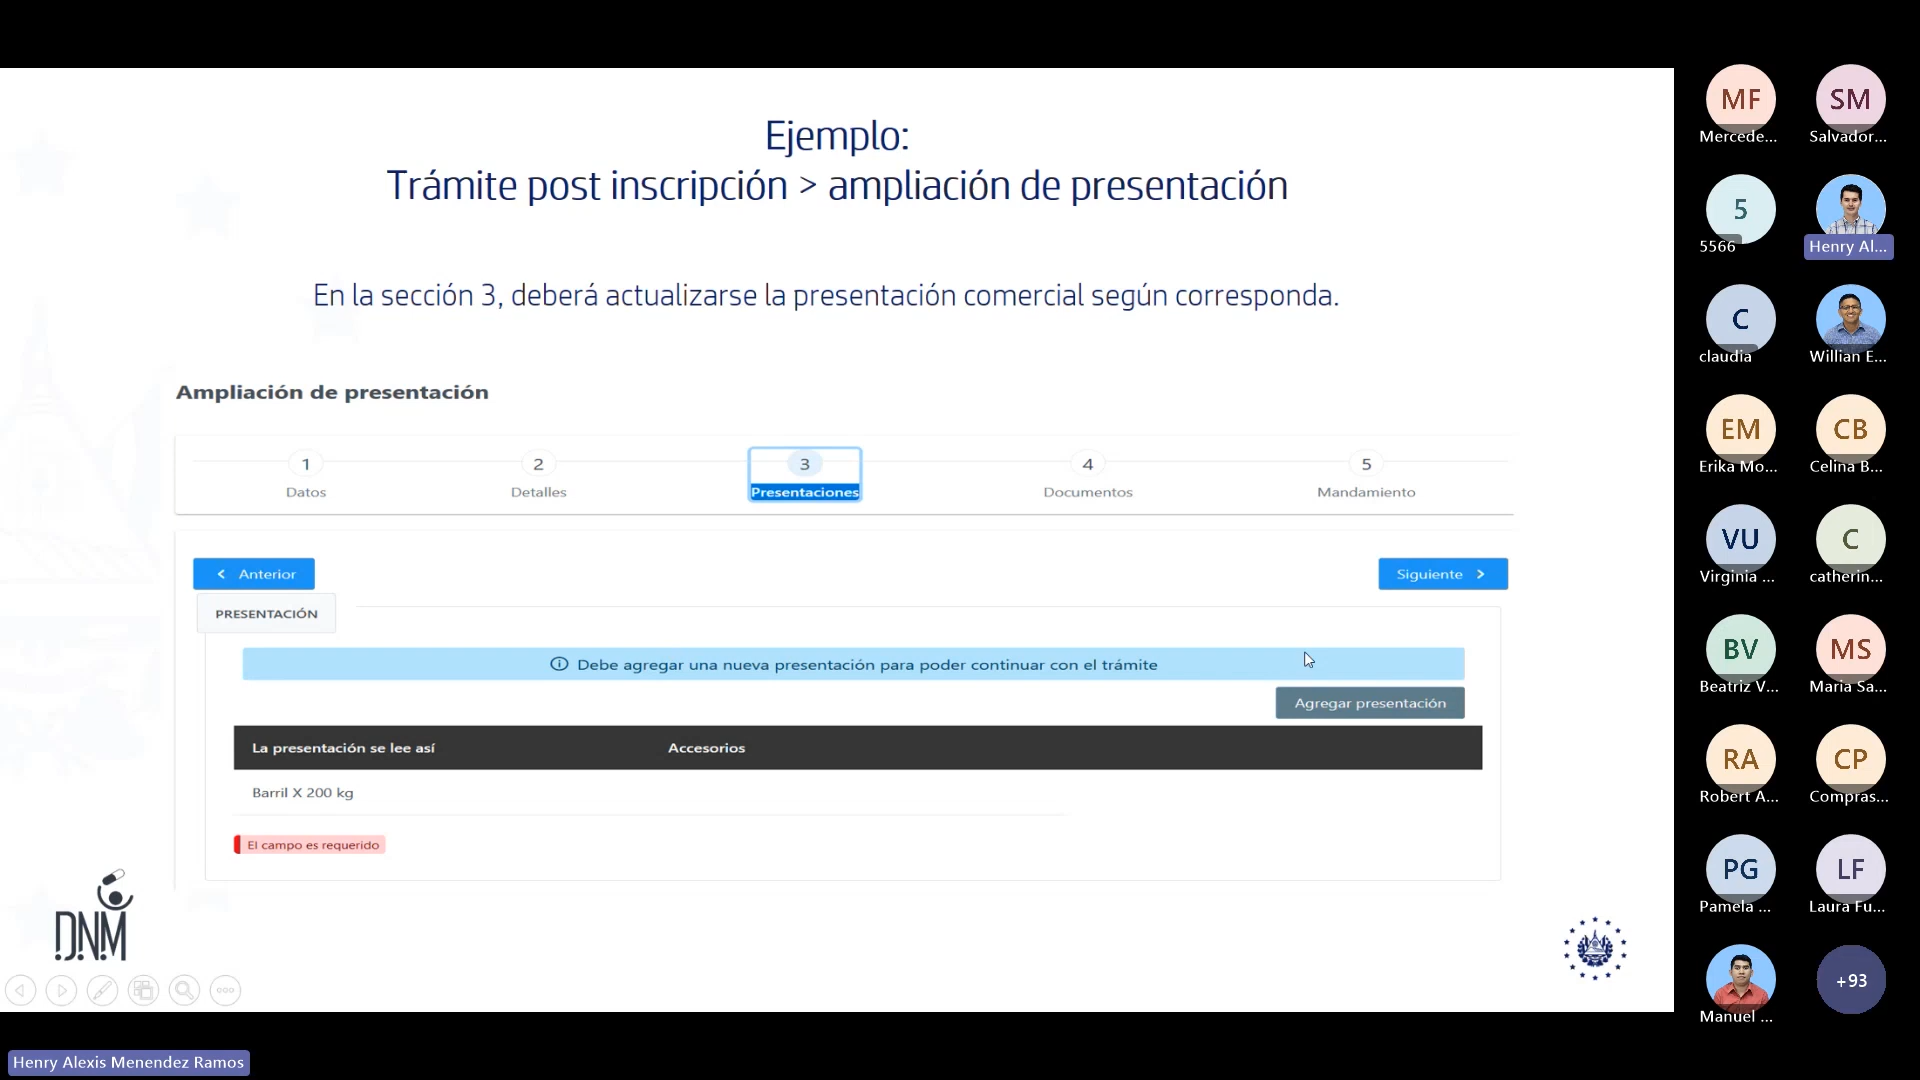 Ejemplo:
Trámite post inscripción > ampliación de presentación
En la sección 3, deberá actualizarse la presentación comercial según corresponda.
Ampliación de presentación
1
Datos
2
Detalles
3
Presentaciones
4
Documentos
5
Mandamiento
Anterior
Siguiente
PRESENTACIÓN
Debe agregar una nueva presentación para poder continuar con el trámite
Agregar presentación
La presentación se lee así
Accesorios
Barril X 200 kg
El campo es requerido
DNM
MF
Mercede...
SM
Salvador...
5
5566
Henry Al...
C
claudia
Willian E...
EM
Erika Mo...
CB
Celina B...
VU
Virginia ...
C
catherin...
BV
Beatriz V...
MS
Maria Sa...
RA
Robert A...
CP
Compras...
PG
Pamela ...
LF
Laura Fu...
Manuel ...
+93
Henry Alexis Menendez Ramos